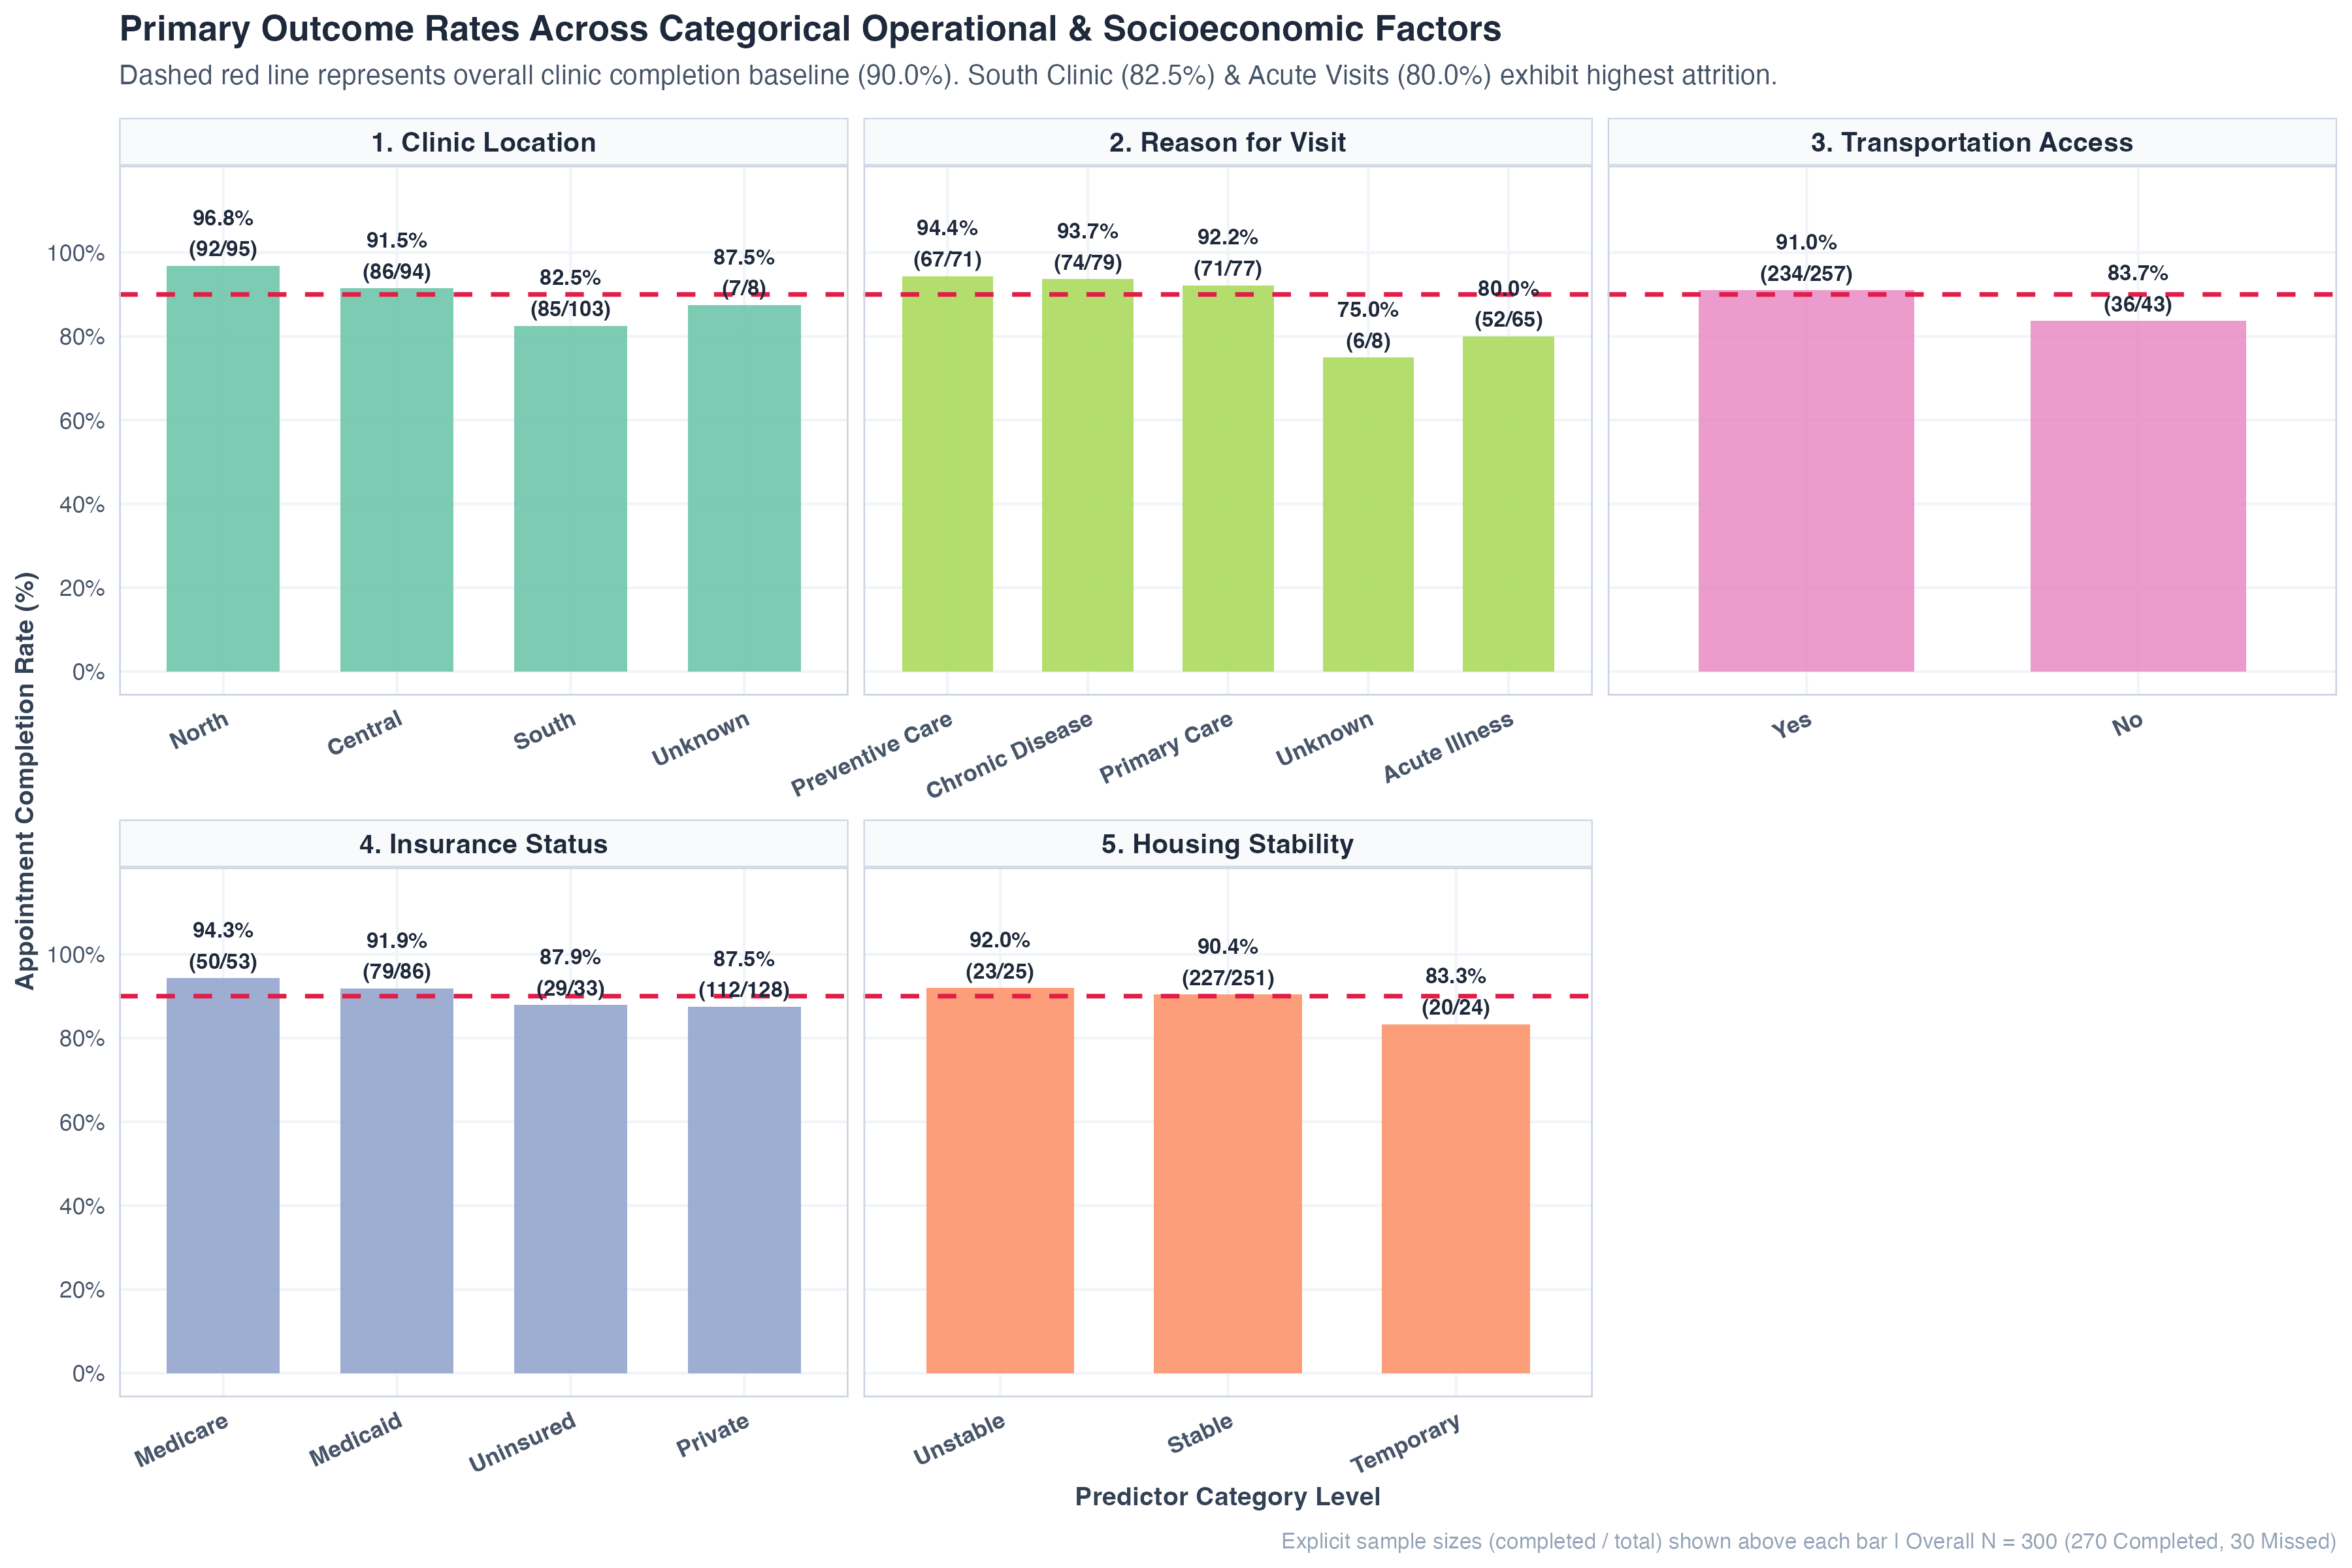 Primary Outcome Rates Across Categorical Operational & Socioeconomic Factors
Dashed red line represents overall clinic completion baseline (90.0%). South Clinic (82.5%) & Acute Visits (80.0%) exhibit highest attrition.
Appointment Completion Rate (%)
1. Clinic Location
100%
80%
60%
40%
20%
0%
96.8%
(92/95)
91.5%
(86/94)
82.5%
(85/103)
87.5%
(7/8)
North
Central
South
Unknown
2. Reason for Visit
94.4%
(67/71)
93.7%
(74/79)
92.2%
(71/77)
75.0%
(6/8)
80.0%
(52/65)
Preventive Care
Chronic Disease
Primary Care
Unknown
Acute Illness
3. Transportation Access
91.0%
(234/257)
83.7%
(36/43)
Yes
No
4. Insurance Status
100%
80%
60%
40%
20%
0%
94.3%
(50/53)
91.9%
(79/86)
87.9%
(29/33)
87.5%
(112/128)
Medicare
Medicaid
Uninsured
Private
5. Housing Stability
92.0%
(23/25)
90.4%
(227/251)
83.3%
(20/24)
Unstable
Stable
Temporary
Predictor Category Level
Explicit sample sizes (completed / total) shown above each bar | Overall N = 300 (270 Completed, 30 Missed)